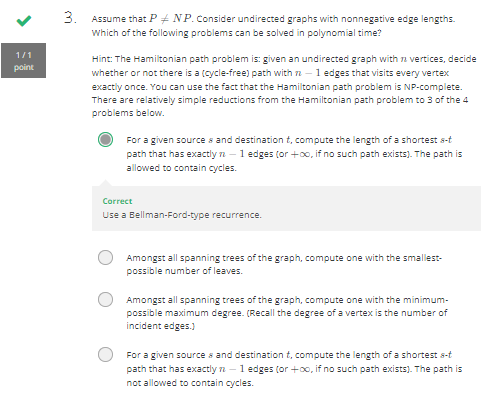 3. Assume that P ≠ NP. Consider undirected graphs with nonnegative edge lengths.
Which of the following problems can be solved in polynomial time?
1 / 1
point
Hint: The Hamiltonian path problem is: given an undirected graph with n vertices, decide
whether or not there is a (cycle-free) path with n − 1 edges that visits every vertex
exactly once. You can use the fact that the Hamiltonian path problem is NP-complete.
There are relatively simple reductions from the Hamiltonian path problem to 3 of the 4
problems below.
For a given source s and destination t, compute the length of a shortest s-t
path that has exactly n − 1 edges (or +∞, if no such path exists). The path is
allowed to contain cycles.
Correct
Use a Bellman-Ford-type recurrence.
Amongst all spanning trees of the graph, compute one with the smallest-
possible number of leaves.
Amongst all spanning trees of the graph, compute one with the minimum-
possible maximum degree. (Recall the degree of a vertex is the number of
incident edges.)
For a given source s and destination t, compute the length of a shortest s-t
path that has exactly n − 1 edges (or +∞, if no such path exists). The path is
not allowed to contain cycles.